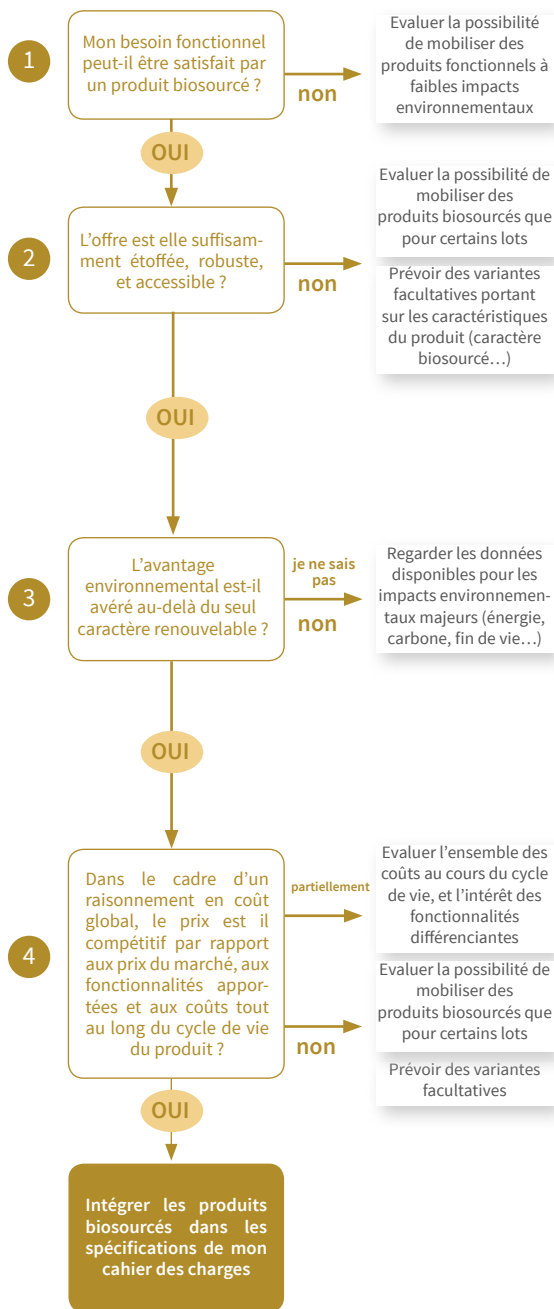 1
Mon besoin fonctionnel
peut-il être satisfait par
un produit biosourcé ?
non
Evaluer la possibilité
de mobiliser des
produits fonctionnels à
faibles impacts
environnementaux
OUI
2
L’offre est elle suffisam-
ment étoffée, robuste,
et accessible ?
non
Evaluer la possibilité de
mobiliser des
produits biosourcés que
pour certains lots
Prévoir des variantes
facultatives portant
sur les caractéristiques
du produit (caractère
biosourcé…)
OUI
3
L’avantage
environnemental est-il
avéré au-delà du seul
caractère renouvelable ?
je ne sais
pas
non
Regarder les données
disponibles pour les
impacts environnemen-
taux majeurs (énergie,
carbone, fin de vie…)
OUI
4
Dans le cadre d’un
raisonnement en coût
global, le prix est il
compétitif par rapport
aux prix du marché, aux
fonctionnalités appor-
tées et aux coûts tout
au long du cycle de vie
du produit ?
partiellement
Evaluer l’ensemble des
coûts au cours du cycle
de vie, et l’intérêt des
fonctionnalités
différenciantes
non
Evaluer la possibilité de
mobiliser des
produits biosourcés que
pour certains lots
Prévoir des variantes
facultatives
OUI
Intégrer les produits
biosourcés dans les
spécifications de mon
cahier des charges